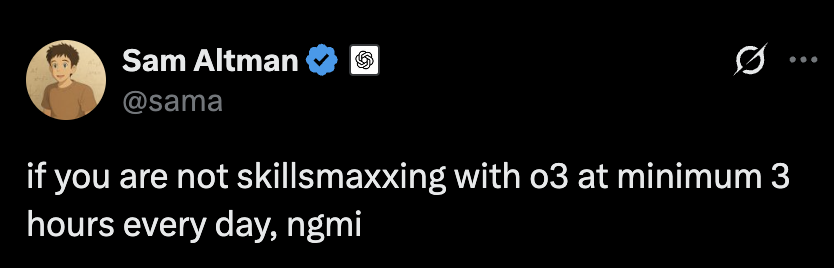 Sam Altman
@sama
if you are not skillsmaxxing with o3 at minimum 3
hours every day, ngmi